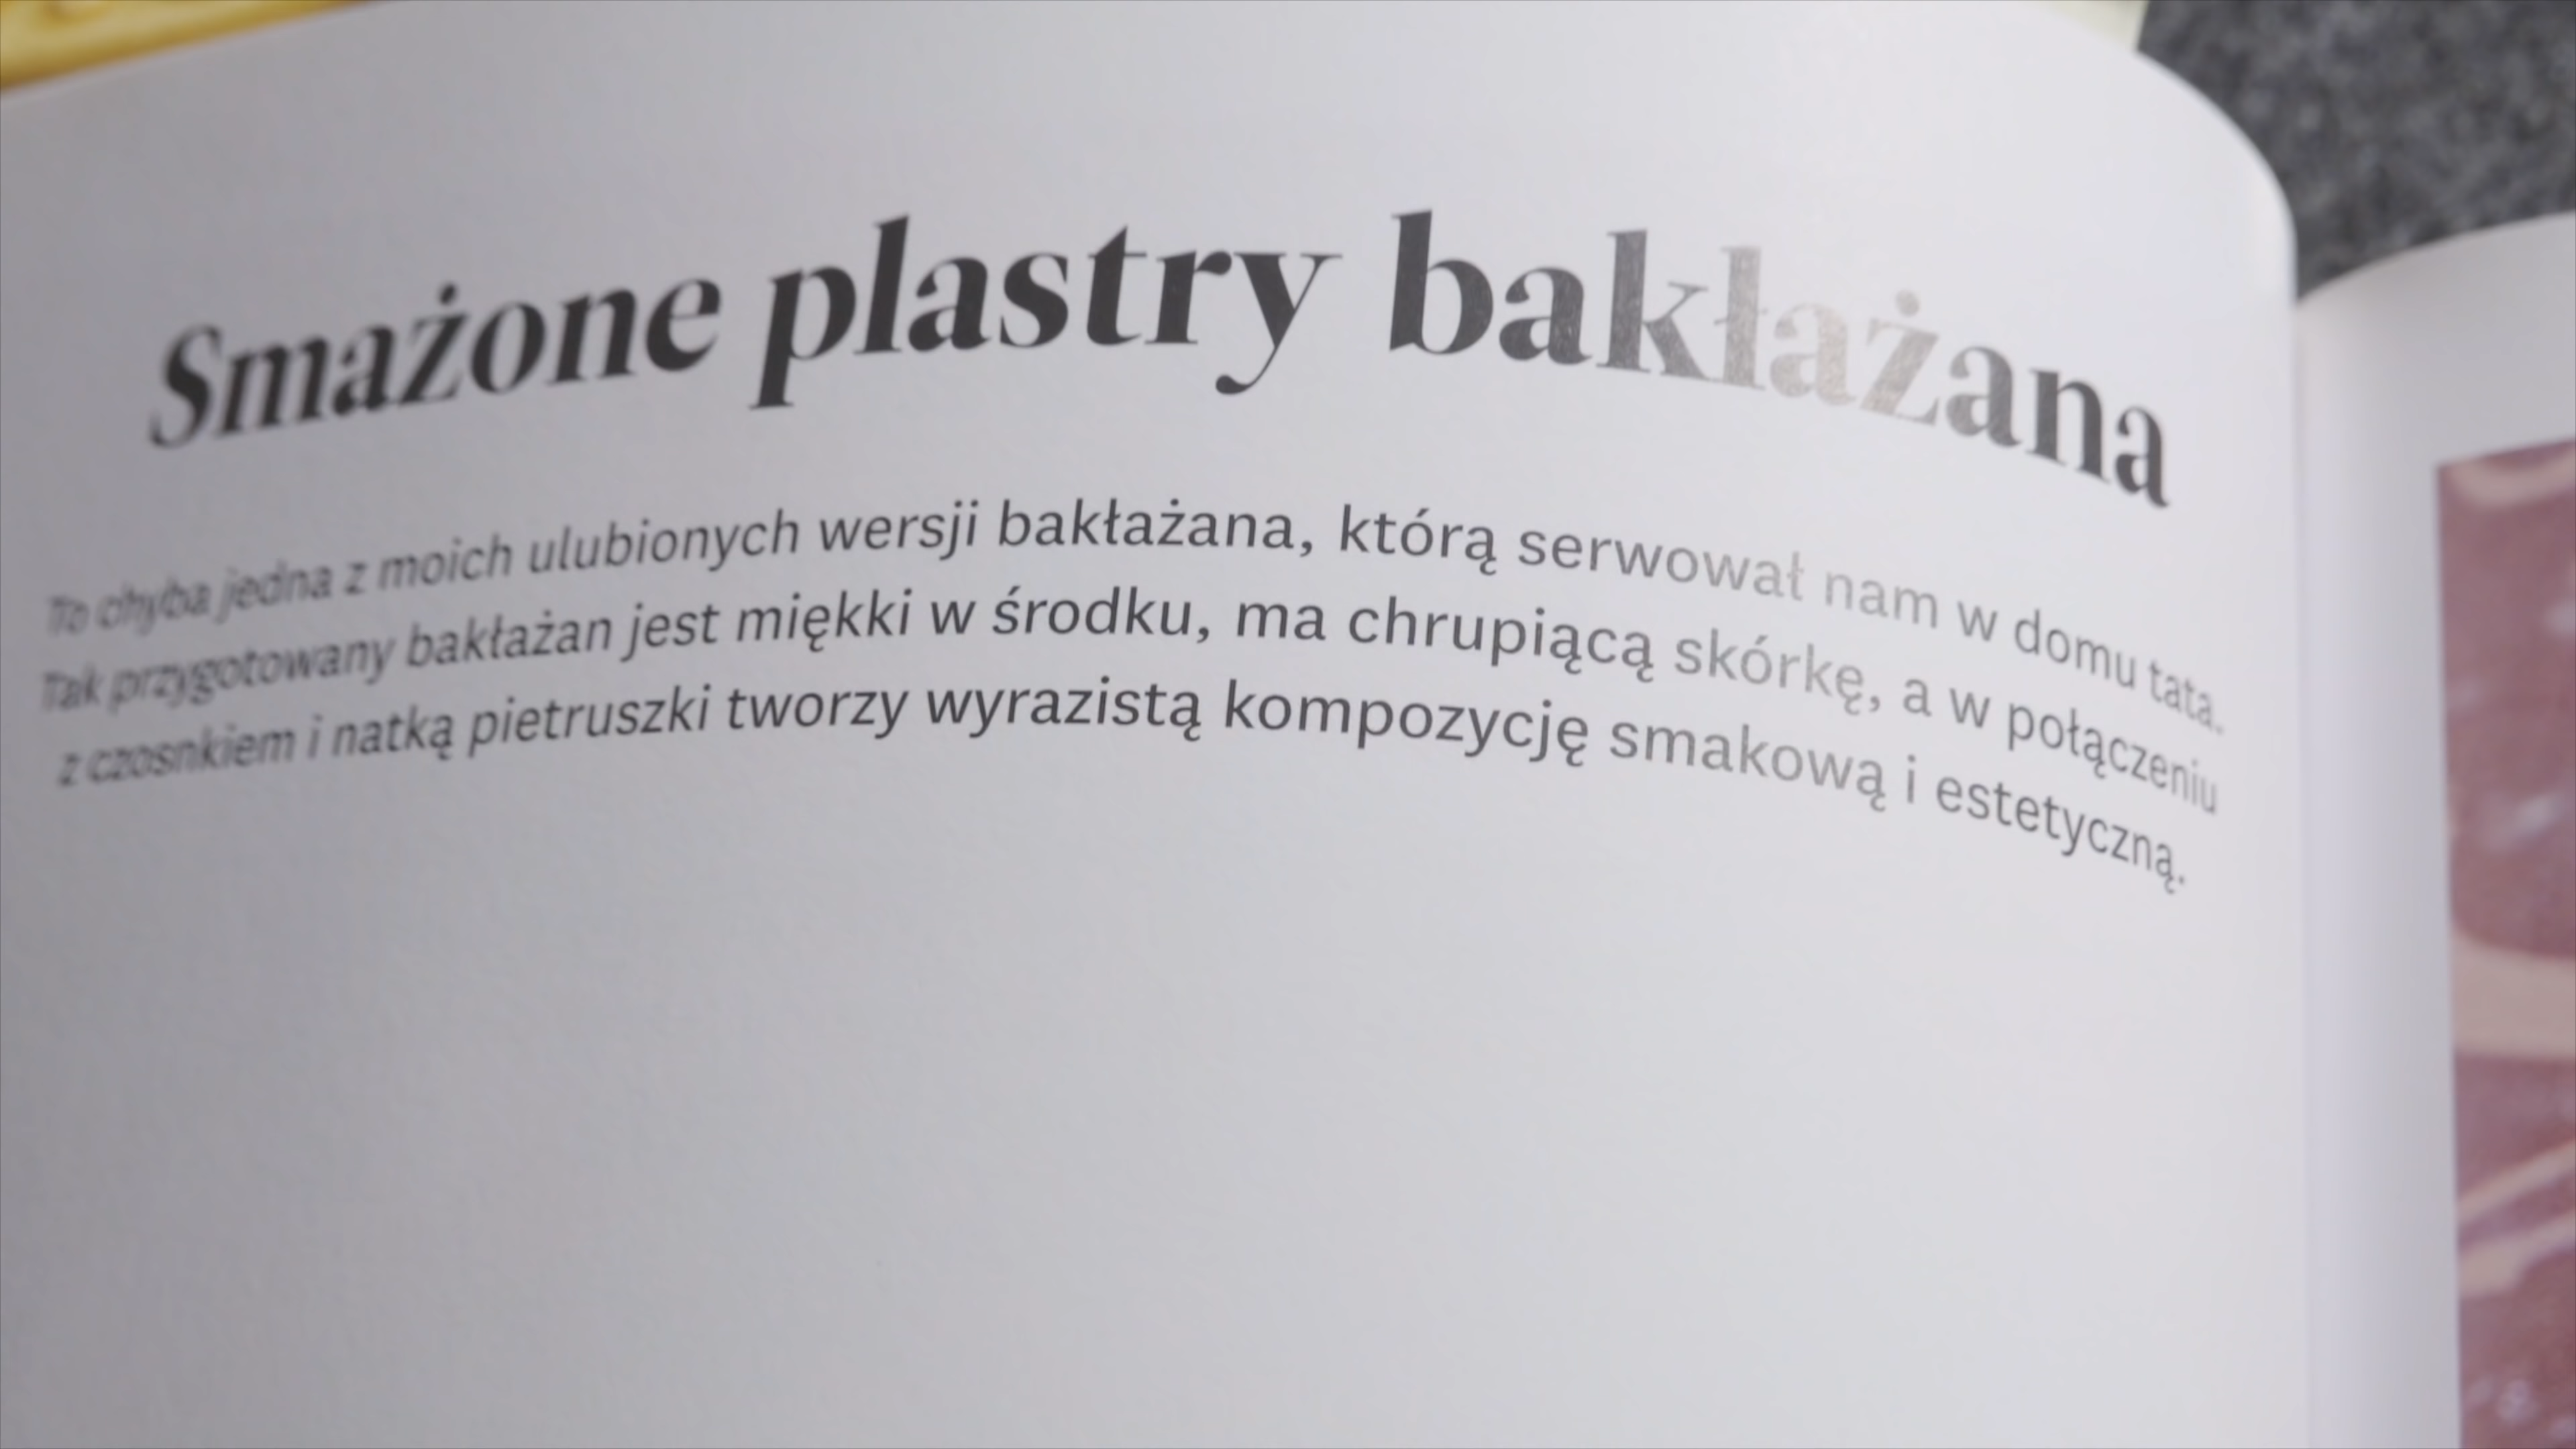 Smażone plastry bakłażana
To chyba jedna z moich ulubionych wersji bakłażana, którą serwował nam w domu tata.
Tak przygotowany bakłażan jest miękki w środku, ma chrupiącą skórkę, a w połączeniu
z czosnkiem i natką pietruszki tworzy wyrazistą kompozycję smakową i estetyczną.